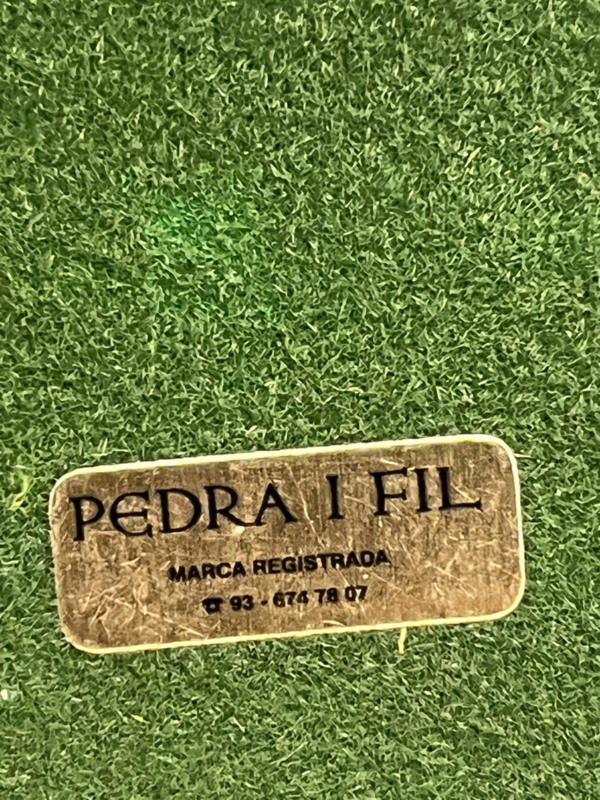 PEDRA I FIL
MARCA REGISTRADA
☎ 93 - 674 78 07